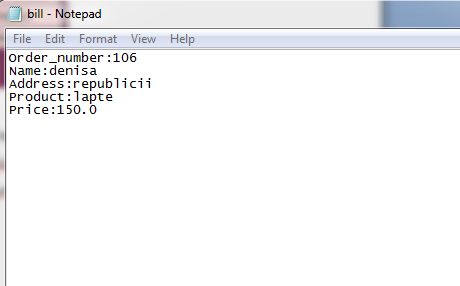 bill - Notepad
File Edit Format View Help
Order_number:106
Name:denisa
Address:republicii
Product:lapte
Price:150.0